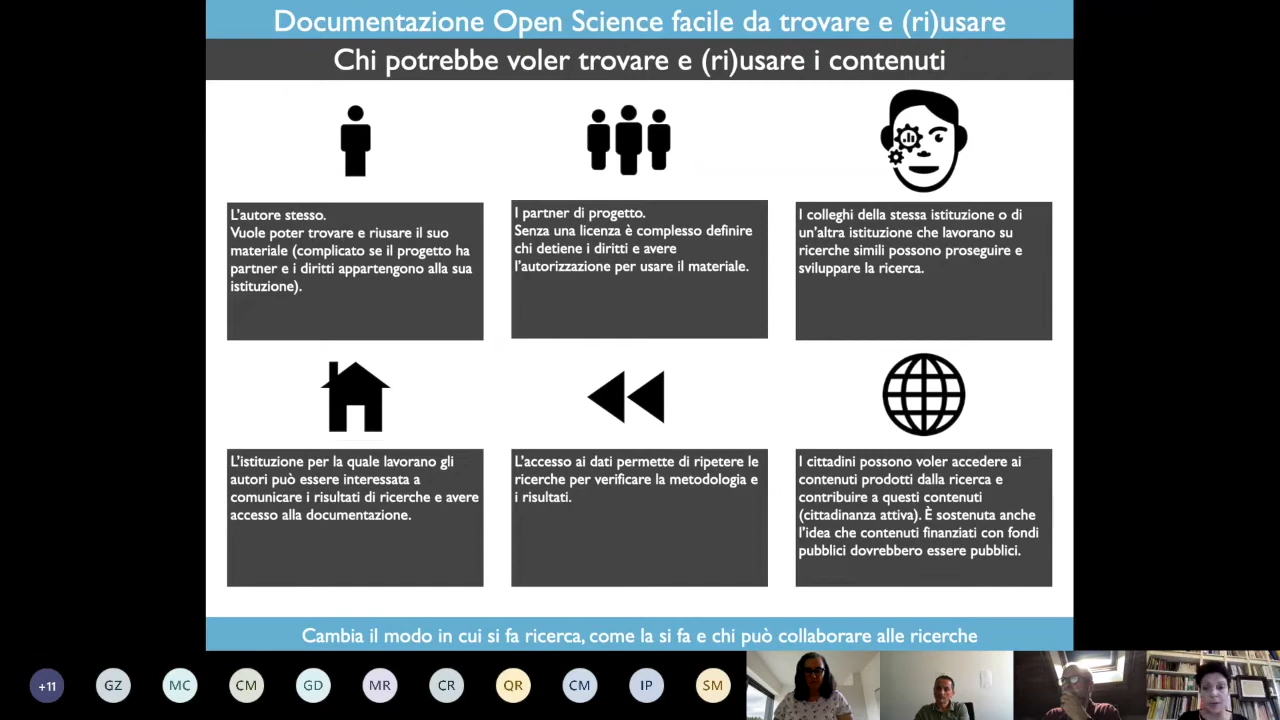 Documentazione Open Science facile da trovare e (ri)usare
Chi potrebbe voler trovare e (ri)usare i contenuti
L'autore stesso.
Vuole poter trovare e riusare il suo
materiale (complicato se il progetto ha
partner e i diritti appartengono alla sua
istituzione).
I partner di progetto.
Senza una licenza è complesso definire
chi detiene i diritti e avere
l'autorizzazione per usare il materiale.
I colleghi della stessa istituzione o di
un'altra istituzione che lavorano su
ricerche simili possono proseguire e
sviluppare la ricerca.
L'istituzione per la quale lavorano gli
autori può essere interessata a
comunicare i risultati di ricerche e avere
accesso alla documentazione.
L'accesso ai dati permette di ripetere le
ricerche per verificare la metodologia e
i risultati.
I cittadini possono voler accedere ai
contenuti prodotti dalla ricerca e
contribuire a questi contenuti
(cittadinanza attiva). È sostenuta anche
l'idea che contenuti finanziati con fondi
pubblici dovrebbero essere pubblici.
Cambia il modo in cui si fa ricerca, come la si fa e chi può collaborare alle ricerche
+11 GZ MC CM GD MR CR QR CM IP SM